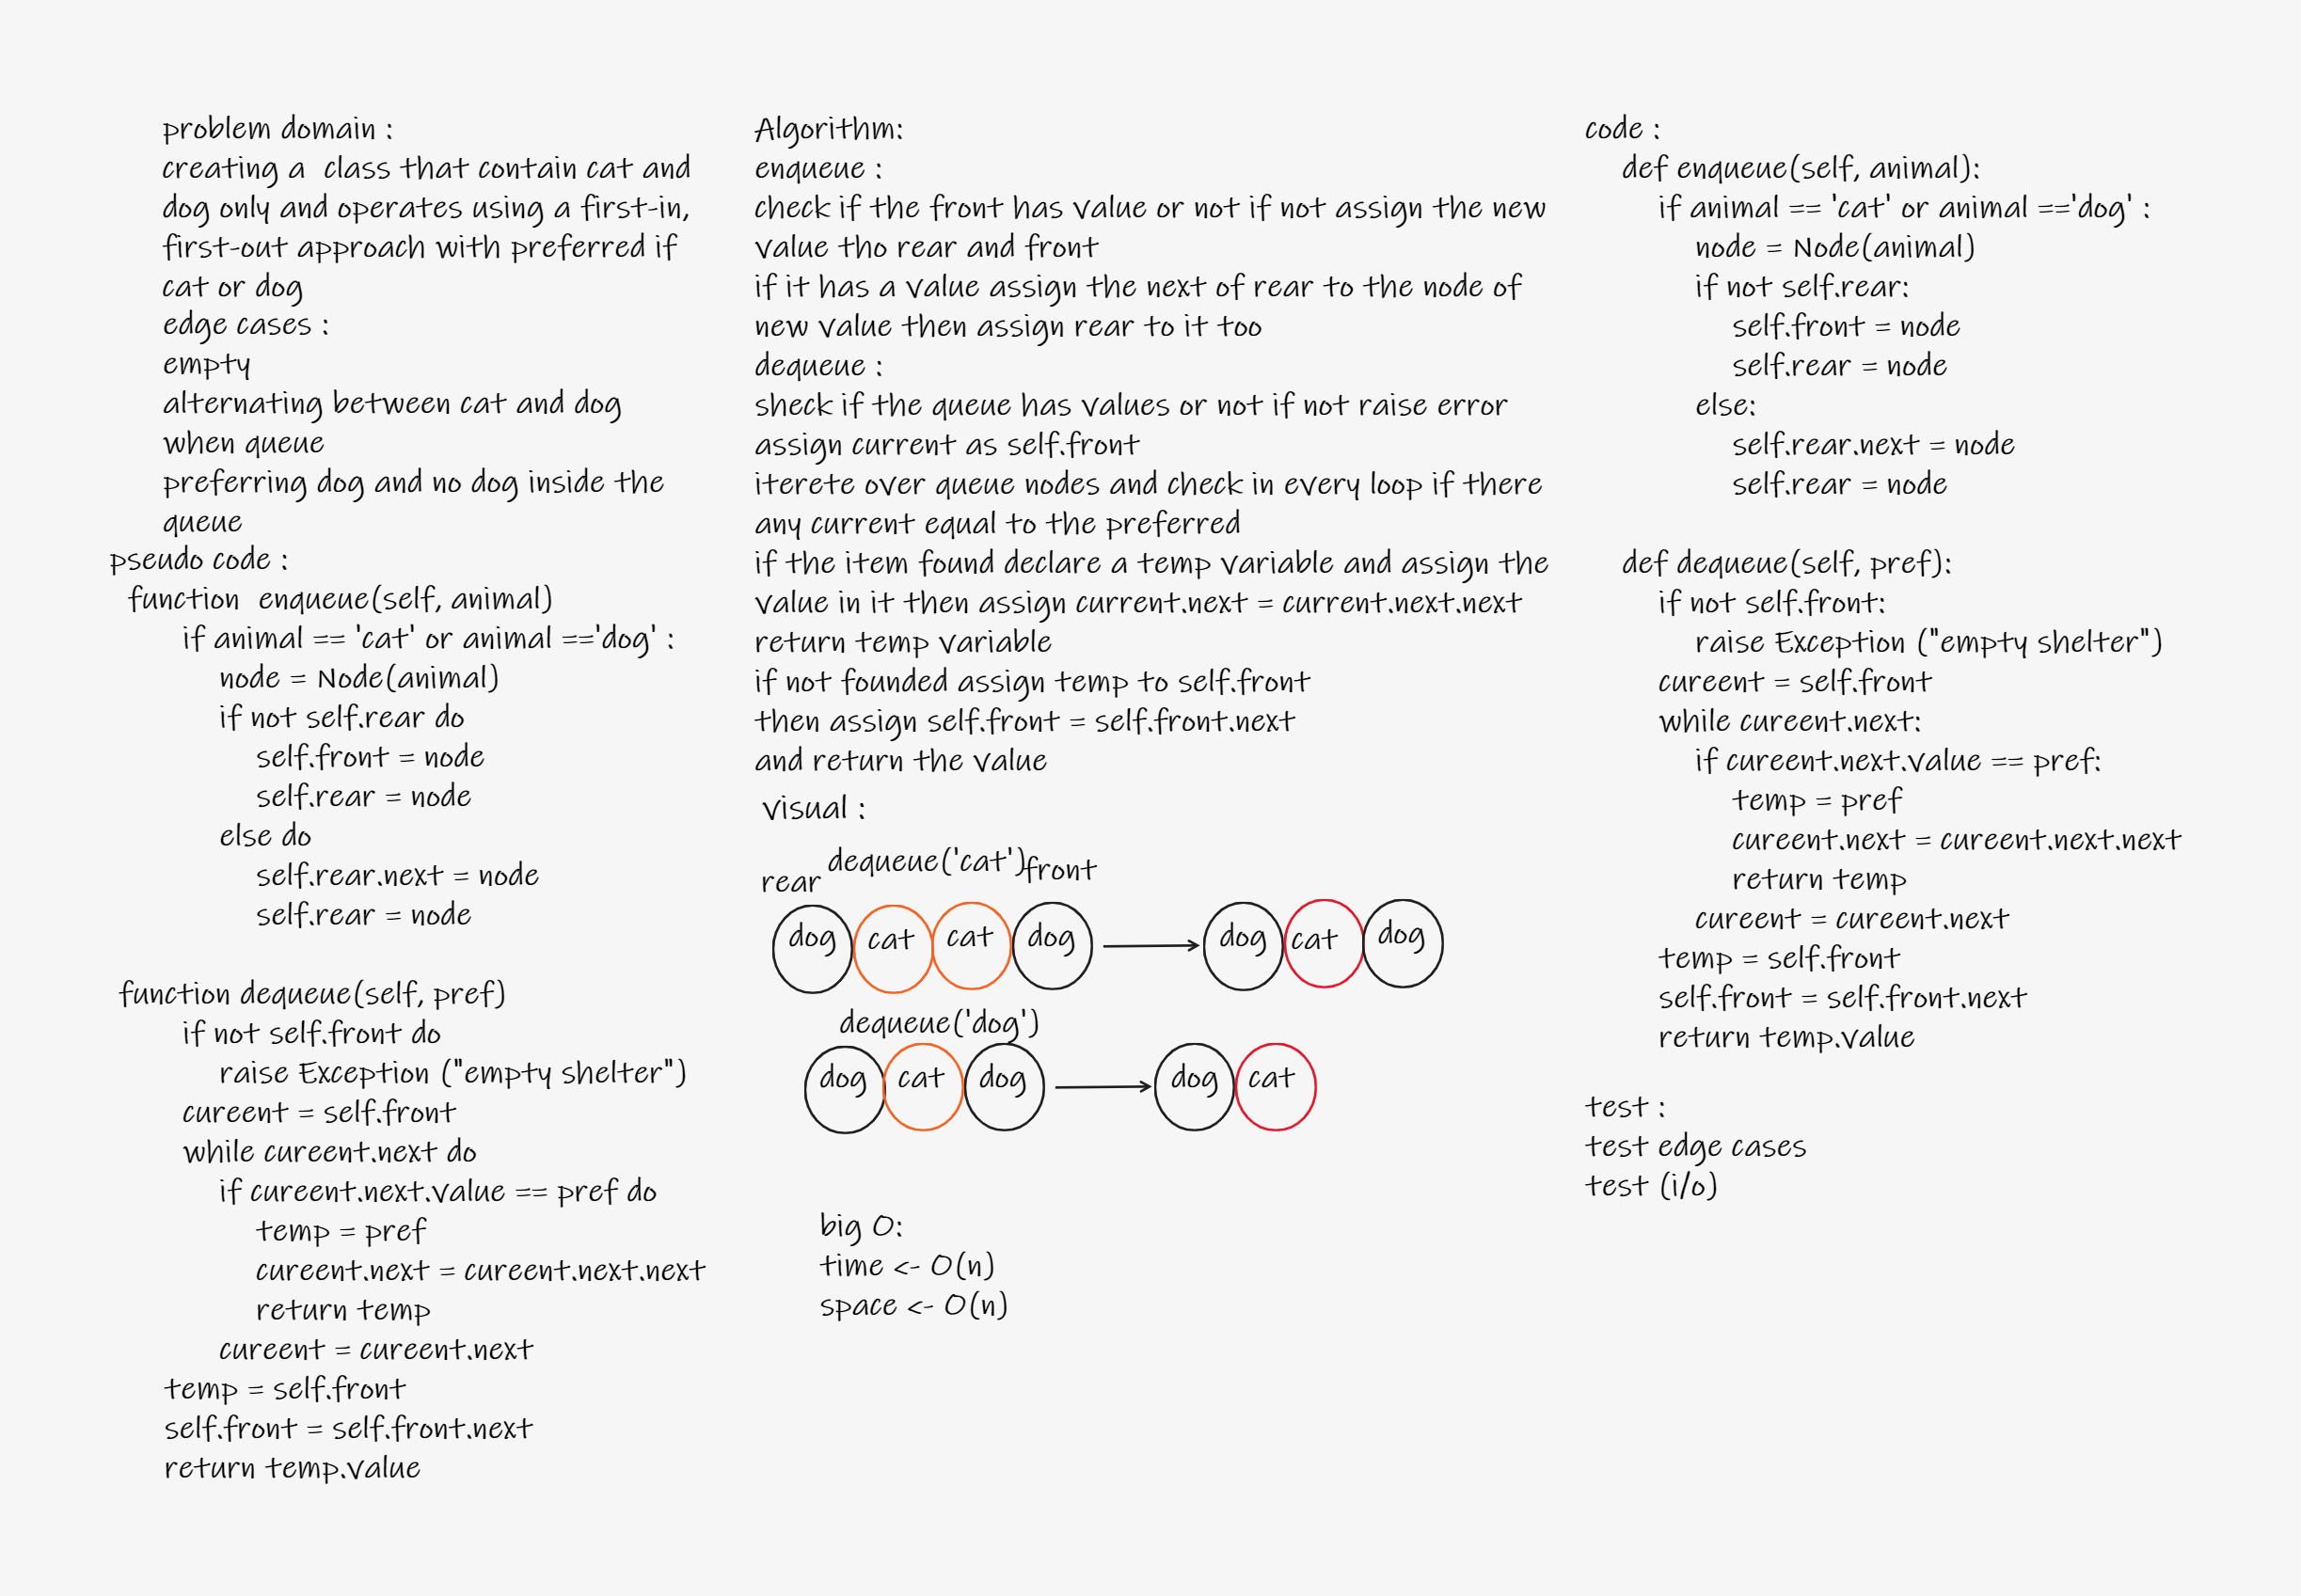 problem domain :
creating a  class that contain cat and
dog only and operates using a first-in,
first-out approach with preferred if
cat or dog
edge cases :
empty
alternating between cat and dog
when queue
preferring dog and no dog inside the
queue
pseudo code :
function  enqueue(self, animal)
if animal == 'cat' or animal =='dog' :
node = Node(animal)
if not self.rear do
self.front = node
self.rear = node
else do
self.rear.next = node
self.rear = node
function dequeue(self, pref)
if not self.front do
raise Exception ("empty shelter")
cureent = self.front
while cureent.next do
if cureent.next.value == pref do
temp = pref
cureent.next = cureent.next.next
return temp
cureent = cureent.next
temp = self.front
self.front = self.front.next
return temp.value
Algorithm:
enqueue :
check if the front has value or not if not assign the new
value tho rear and front
if it has a value assign the next of rear to the node of
new value then assign rear to it too
dequeue :
sheck if the queue has values or not if not raise error
assign current as self.front
iterete over queue nodes and check in every loop if there
any current equal to the preferred
if the item found declare a temp variable and assign the
value in it then assign current.next = current.next.next
return temp variable
if not founded assign temp to self.front
then assign self.front = self.front.next
and return the value
visual :
rear dequeue('cat') front
dog cat cat dog dog cat dog
dequeue('dog')
dog cat dog dog cat
big O:
time <- O(n)
space <- O(n)
code :
def enqueue(self, animal):
if animal == 'cat' or animal =='dog' :
node = Node(animal)
if not self.rear:
self.front = node
self.rear = node
else:
self.rear.next = node
self.rear = node
def dequeue(self, pref):
if not self.front:
raise Exception ("empty shelter")
cureent = self.front
while cureent.next:
if cureent.next.value == pref:
temp = pref
cureent.next = cureent.next.next
return temp
cureent = cureent.next
temp = self.front
self.front = self.front.next
return temp.value
test :
test edge cases
test (i/o)